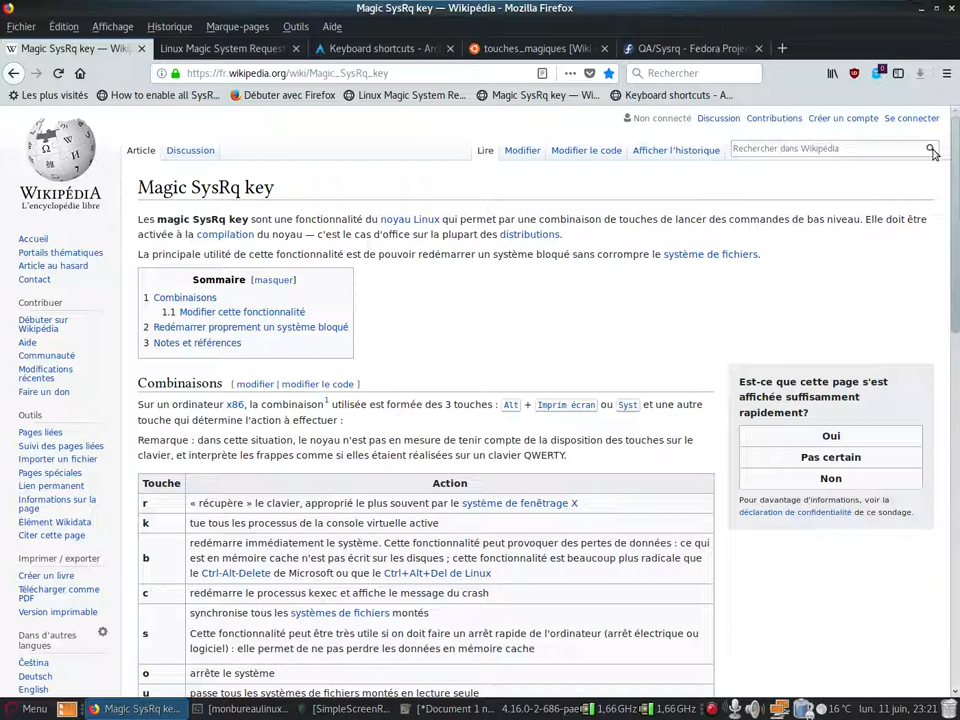 Magic SysRq key — Wikipédia - Mozilla Firefox
Fichier Édition Affichage Historique Marque-pages Outils Aide
Magic SysRq key — Wiki Linux Magic System Request Keyboard shortcuts - Arc touches_magiques [Wiki QA/Sysrq - Fedora Projec
https://fr.wikipedia.org/wiki/Magic_SysRq_key Rechercher
Les plus visités How to enable all SysR... Débuter avec Firefox Linux Magic System Re... Magic SysRq key — Wi... Keyboard shortcuts - A...
Non connecté Discussion Contributions Créer un compte Se connecter
Article Discussion Lire Modifier Modifier le code Afficher l'historique Rechercher dans Wikipédia
WIKIPÉDIA
L'encyclopédie libre
Accueil
Portails thématiques
Article au hasard
Contact
Contribuer
Débuter sur
Wikipédia
Aide
Communauté
Modifications
récentes
Faire un don
Outils
Pages liées
Suivi des pages liées
Importer un fichier
Pages spéciales
Lien permanent
Informations sur la
page
Élément Wikidata
Citer cette page
Imprimer / exporter
Créer un livre
Télécharger comme
PDF
Version imprimable
Dans d'autres
langues
Čeština
Deutsch
English
Magic SysRq key
Les magic SysRq key sont une fonctionnalité du noyau Linux qui permet par une combinaison de touches de lancer des commandes de bas niveau. Elle doit être
activée à la compilation du noyau — c'est le cas d'office sur la plupart des distributions.
La principale utilité de cette fonctionnalité est de pouvoir redémarrer un système bloqué sans corrompre le système de fichiers.
Sommaire [masquer]
1 Combinaisons
1.1 Modifier cette fonctionnalité
2 Redémarrer proprement un système bloqué
3 Notes et références
Combinaisons [ modifier | modifier le code ]
Sur un ordinateur x86, la combinaison1 utilisée est formée des 3 touches : Alt + Imprim écran ou Syst et une autre
touche qui détermine l'action à effectuer :
Remarque : dans cette situation, le noyau n'est pas en mesure de tenir compte de la disposition des touches sur le
clavier, et interprète les frappes comme si elles étaient réalisées sur un clavier QWERTY.
Touche Action
r « récupère » le clavier, approprié le plus souvent par le système de fenêtrage X
k tue tous les processus de la console virtuelle active
redémarre immédiatement le système. Cette fonctionnalité peut provoquer des pertes de données : ce qui
b est en mémoire cache n'est pas écrit sur les disques ; cette fonctionnalité est beaucoup plus radicale que
le Ctrl-Alt-Delete de Microsoft ou que le Ctrl+Alt+Del de Linux
c redémarre le processus kexec et affiche le message du crash
synchronise tous les systèmes de fichiers montés
s Cette fonctionnalité peut être très utile si on doit faire un arrêt rapide de l'ordinateur (arrêt électrique ou
logiciel) : elle permet de ne pas perdre les données en mémoire cache
o arrête le système
u passe tous les systèmes de fichiers montés en lecture seule
Est-ce que cette page s'est
affichée suffisamment
rapidement?
Oui
Pas certain
Non
Pour davantage d'informations, voir la
déclaration de confidentialité de ce sondage.
Menu Magic SysRq ke... [monbureaulinux... [SimpleScreenR... [*Document 1 n... 4.16.0-2-686-pae 1,66GHz 1,66GHz 16 °C lun. 11 juin, 23:21